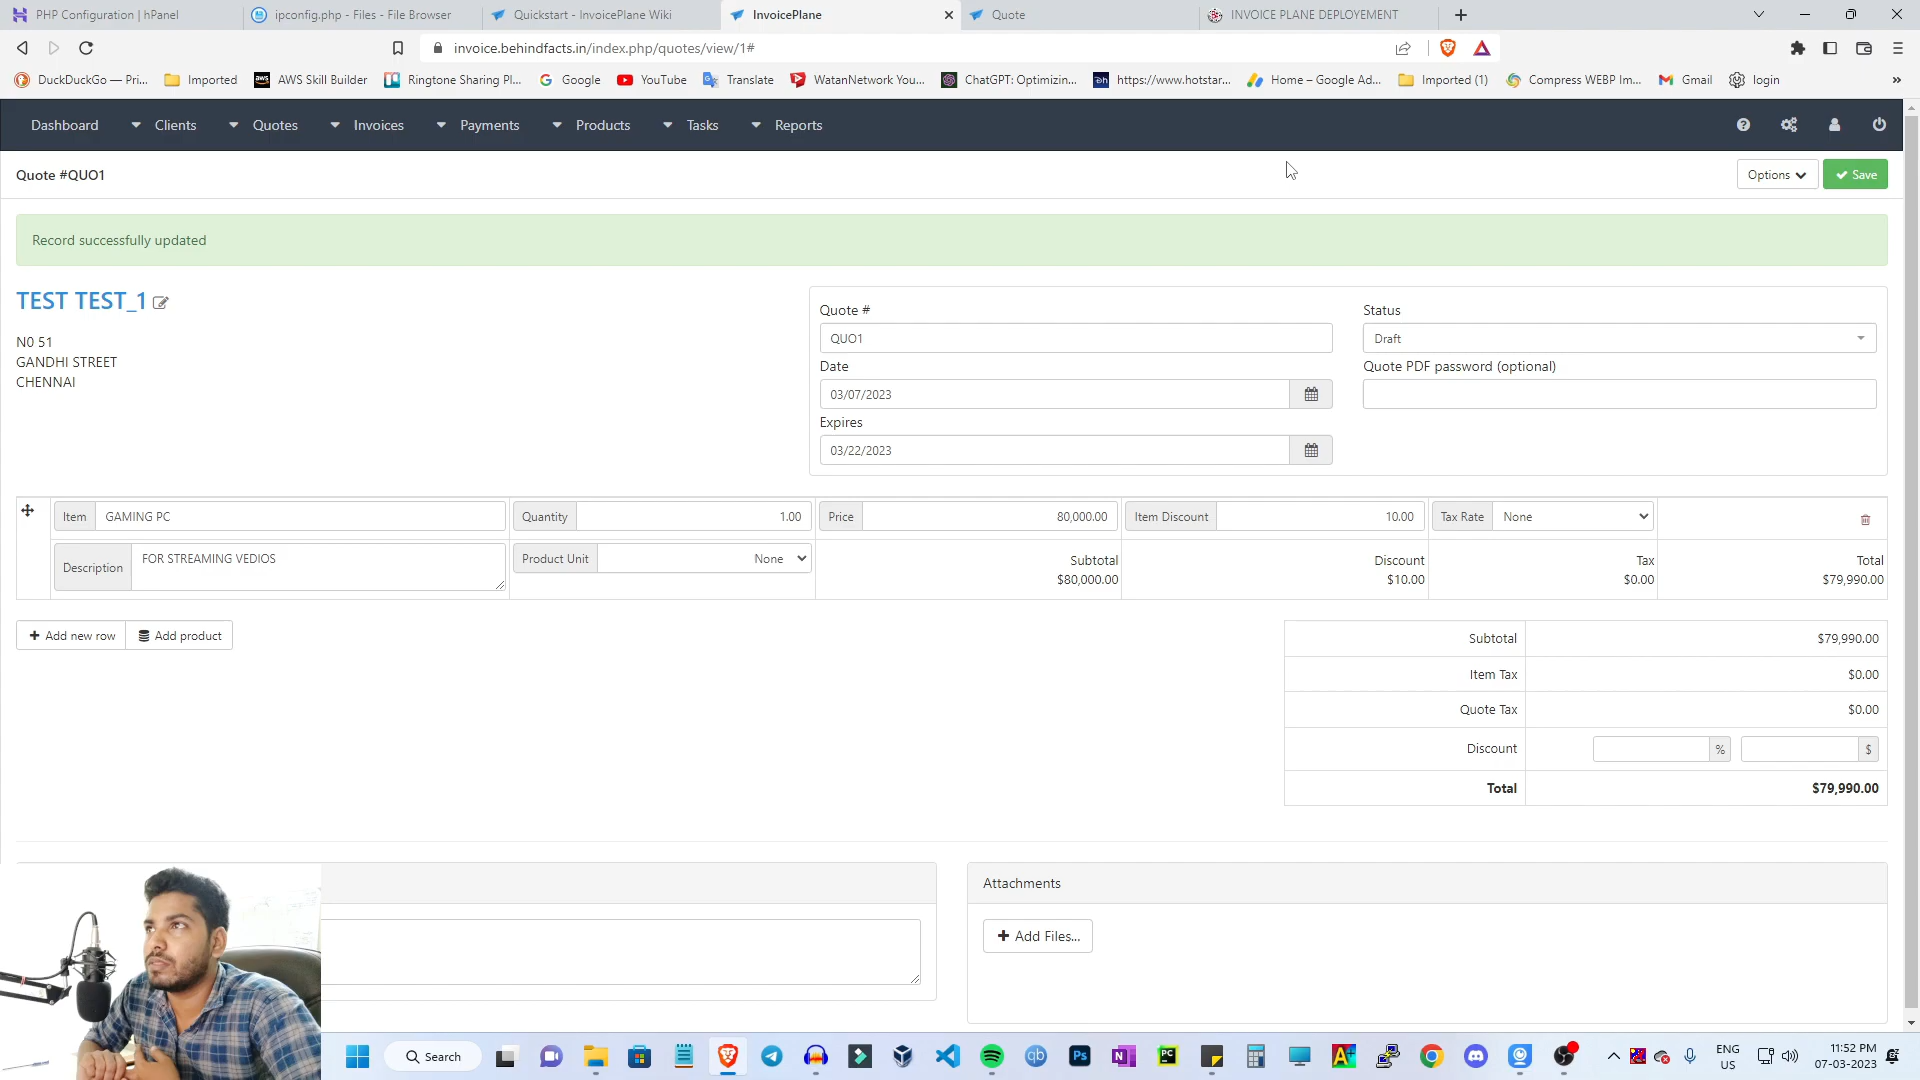 PHP Configuration | hPanel
ipconfig.php - Files - File Browser
Quickstart - InvoicePlane Wiki
InvoicePlane
Quote
INVOICE PLANE DEPLOYEMENT
invoice.behindfacts.in/index.php/quotes/view/1#
DuckDuckGo — Pri...
Imported
AWS Skill Builder
Ringtone Sharing Pl...
Google
YouTube
Translate
WatanNetwork You...
ChatGPT: Optimizin...
https://www.hotstar...
Home – Google Ad...
Imported (1)
Compress WEBP Im...
Gmail
login
»
Dashboard
Clients
Quotes
Invoices
Payments
Products
Tasks
Reports
Quote #QUO1
Options
Save
Record successfully updated
TEST TEST_1
N0 51
GANDHI STREET
CHENNAI
Quote #
QUO1
Date
03/07/2023
Expires
03/22/2023
Status
Draft
Quote PDF password (optional)
Item GAMING PC
Quantity 1.00
Price 80,000.00
Item Discount 10.00
Tax Rate None
Description FOR STREAMING VEDIOS
Product Unit None
Subtotal
$80,000.00
Discount
$10.00
Tax
$0.00
Total
$79,990.00
Add new row
Add product
Subtotal $79,990.00
Item Tax $0.00
Quote Tax $0.00
Discount % $
Total $79,990.00
Attachments
Add Files...
Search
ENG
US
11:52 PM
07-03-2023